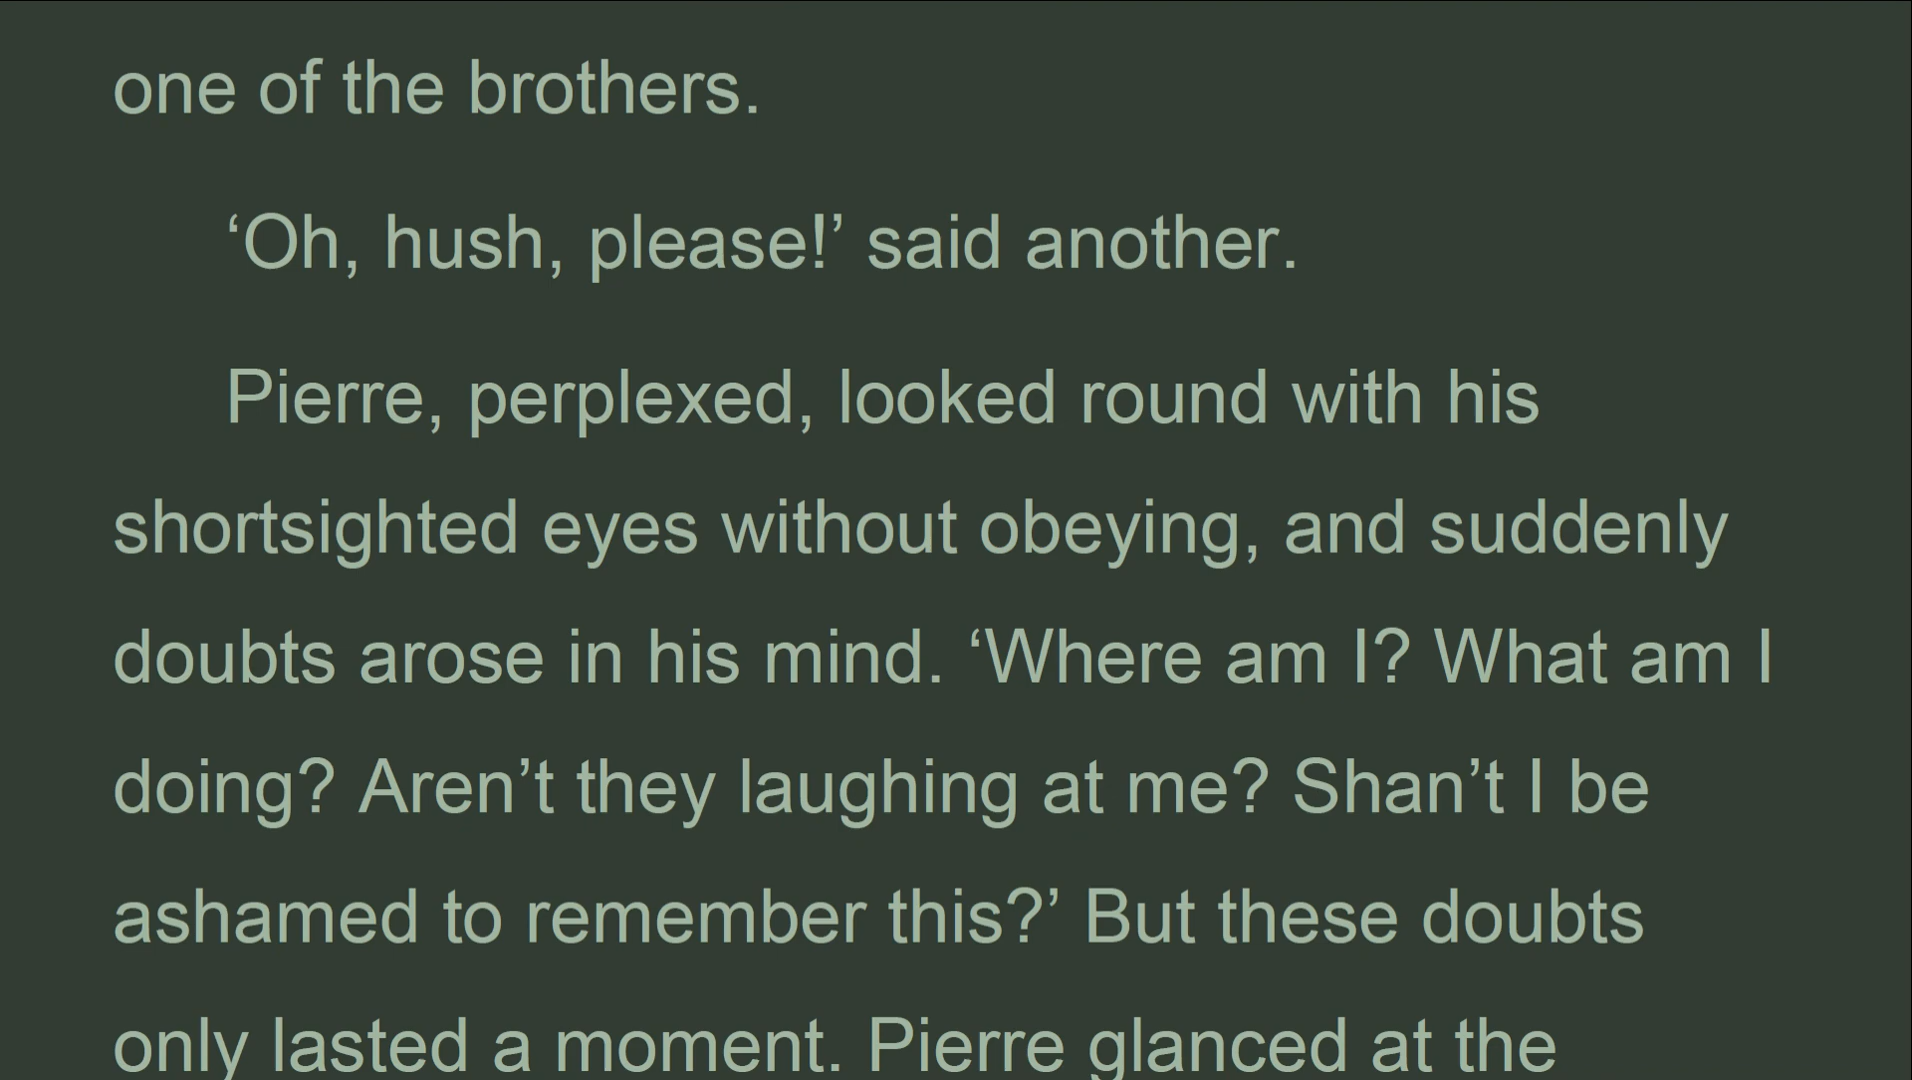 one of the brothers.
‘Oh, hush, please!’ said another.
Pierre, perplexed, looked round with his
shortsighted eyes without obeying, and suddenly
doubts arose in his mind. ‘Where am I? What am I
doing? Aren’t they laughing at me? Shan’t I be
ashamed to remember this?’ But these doubts
only lasted a moment. Pierre glanced at the